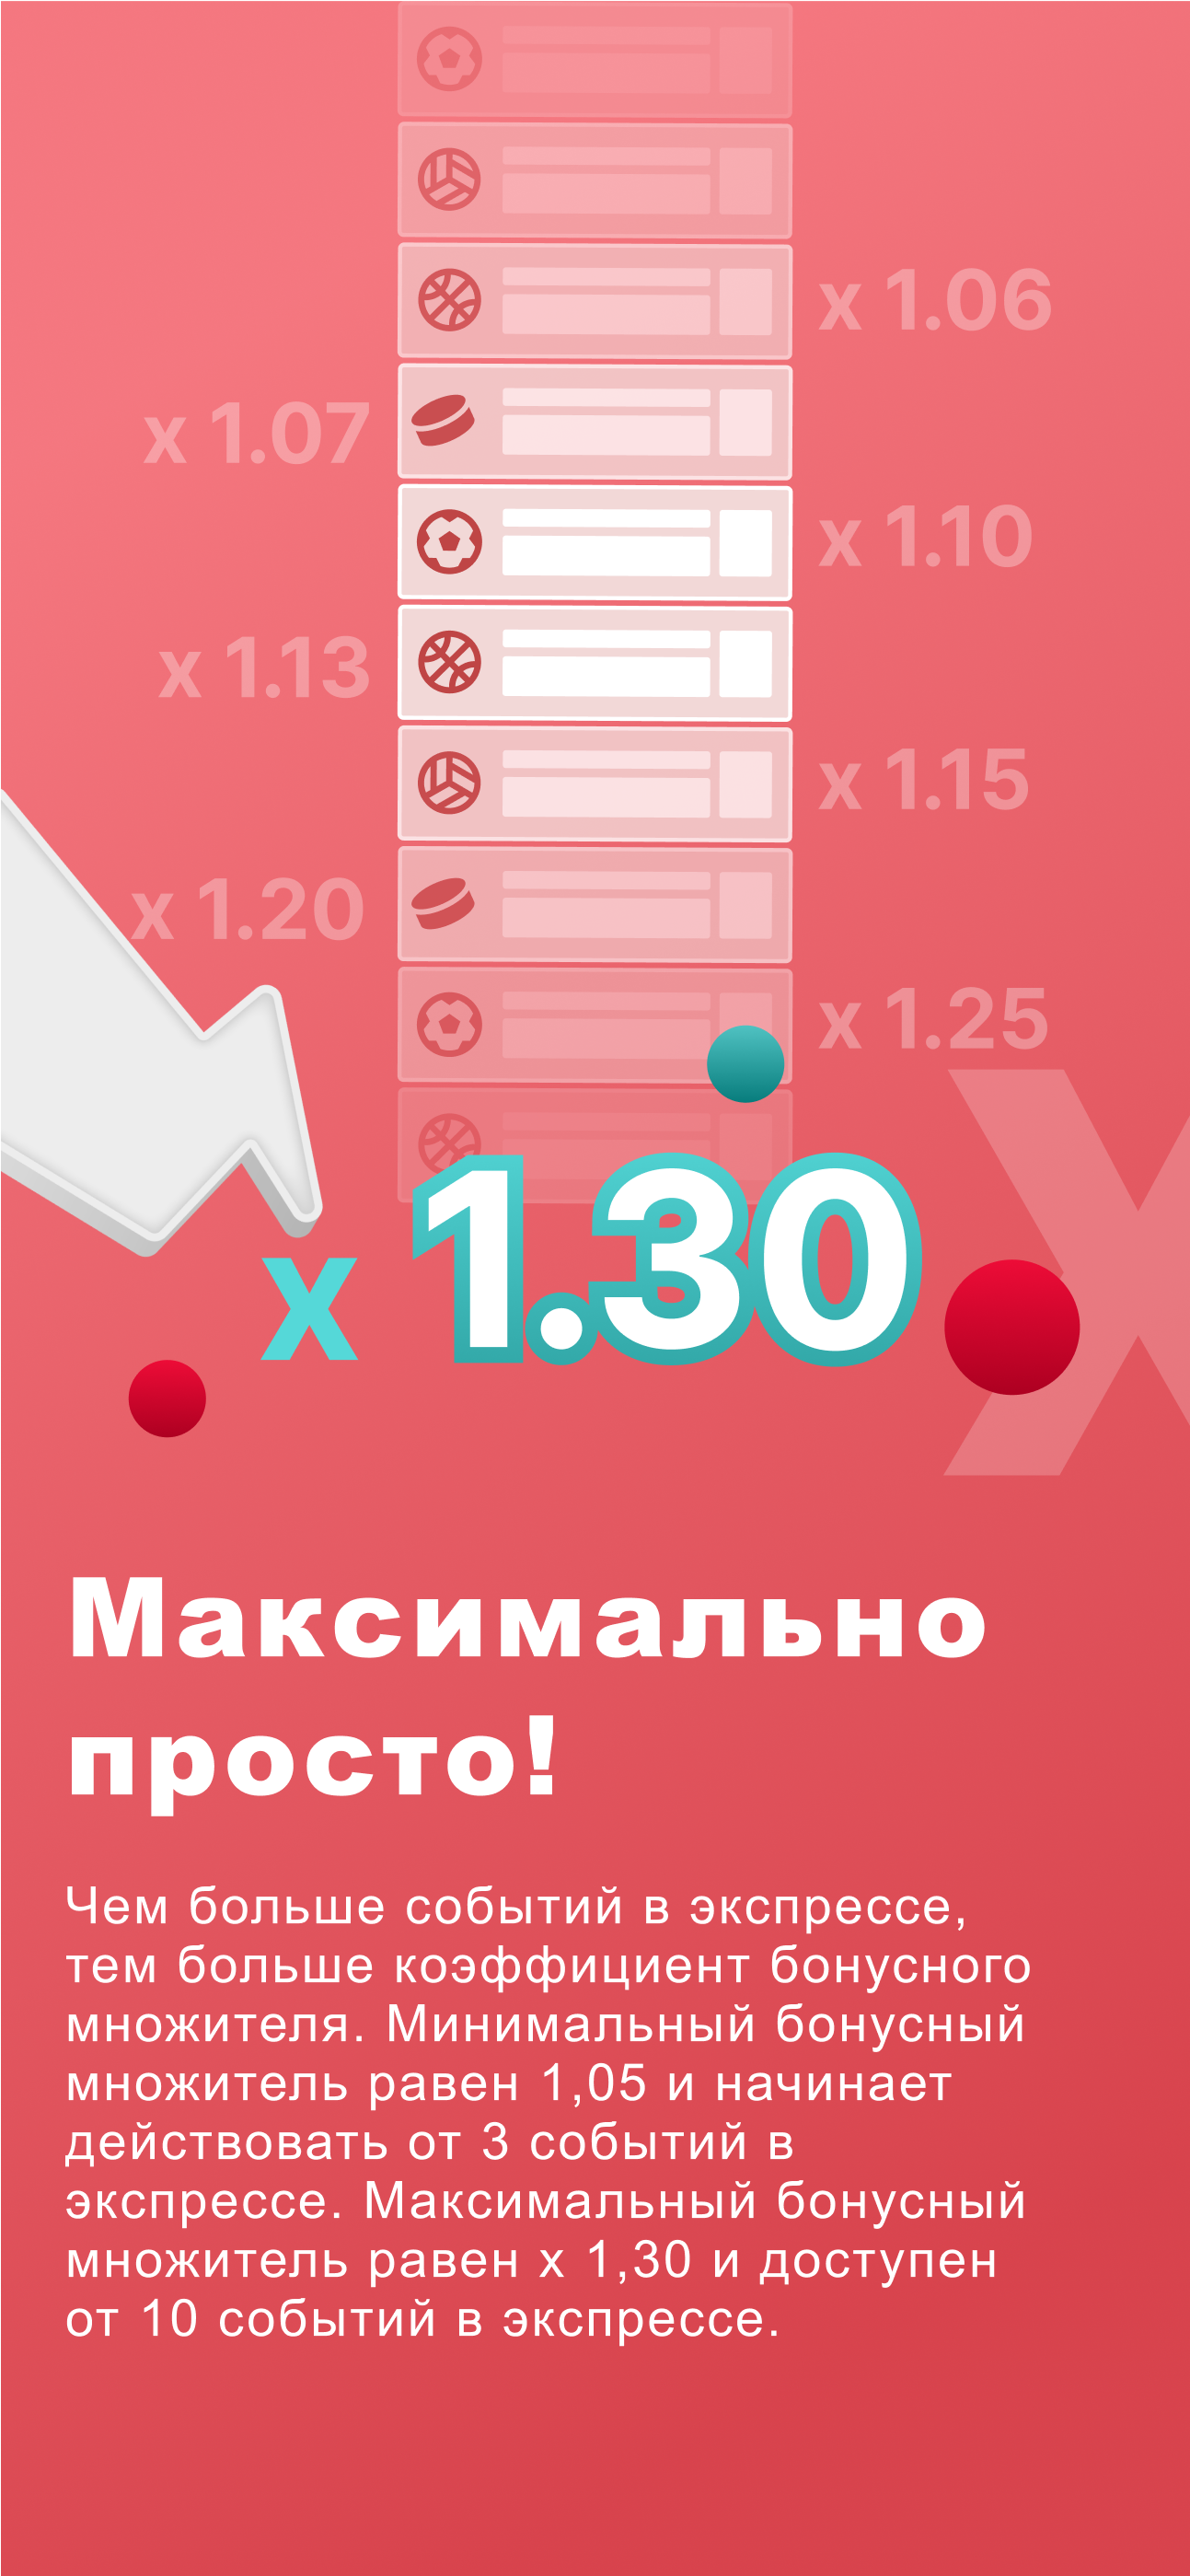 x 1.06
x 1.07
x 1.10
x 1.13
x 1.15
x 1.20
x 1.25
x
x 1.30
Максимально
просто!
Чем больше событий в экспрессе,
тем больше коэффициент бонусного
множителя. Минимальный бонусный
множитель равен 1,05 и начинает
действовать от 3 событий в
экспрессе. Максимальный бонусный
множитель равен х 1,30 и доступен
от 10 событий в экспрессе.